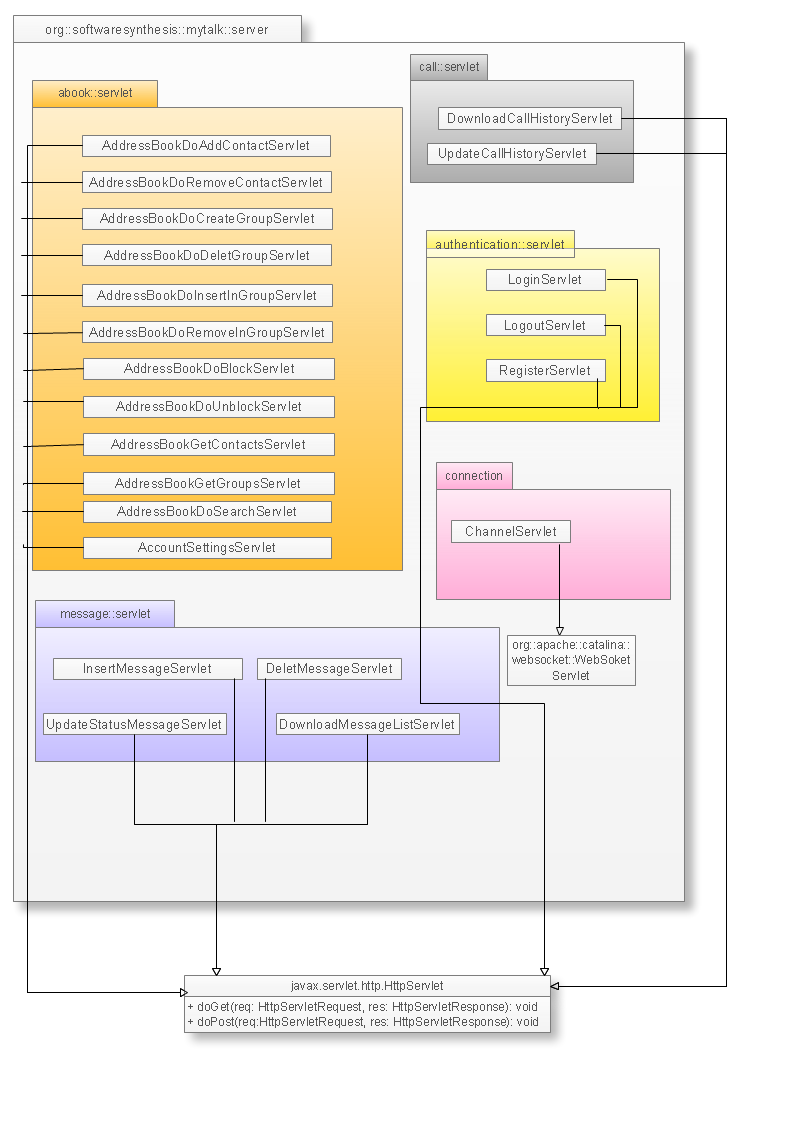 org::softwaresynthesis::mytalk::server
call::servlet
DownloadCallHistoryServlet
UpdateCallHistoryServlet
abook::servlet
AddressBookDoAddContactServlet
AddressBookDoRemoveContactServlet
AddressBookDoCreateGroupServlet
AddressBookDoDeletGroupServlet
AddressBookDoInsertInGroupServlet
AddressBookDoRemoveInGroupServlet
AddressBookDoBlockServlet
AddressBookDoUnblockServlet
AddressBookGetContactsServlet
AddressBookGetGroupsServlet
AddressBookDoSearchServlet
AccountSettingsServlet
authentication::servlet
LoginServlet
LogoutServlet
RegisterServlet
connection
ChannelServlet
org::apache::catalina::
websocket::WebSoket
Servlet
message::servlet
InsertMessageServlet
DeletMessageServlet
UpdateStatusMessageServlet
DownloadMessageListServlet
javax.servlet.http.HttpServlet
+ doGet(req: HttpServletRequest, res: HttpServletResponse): void
+ doPost(req:HttpServletRequest, res: HttpServletResponse): void